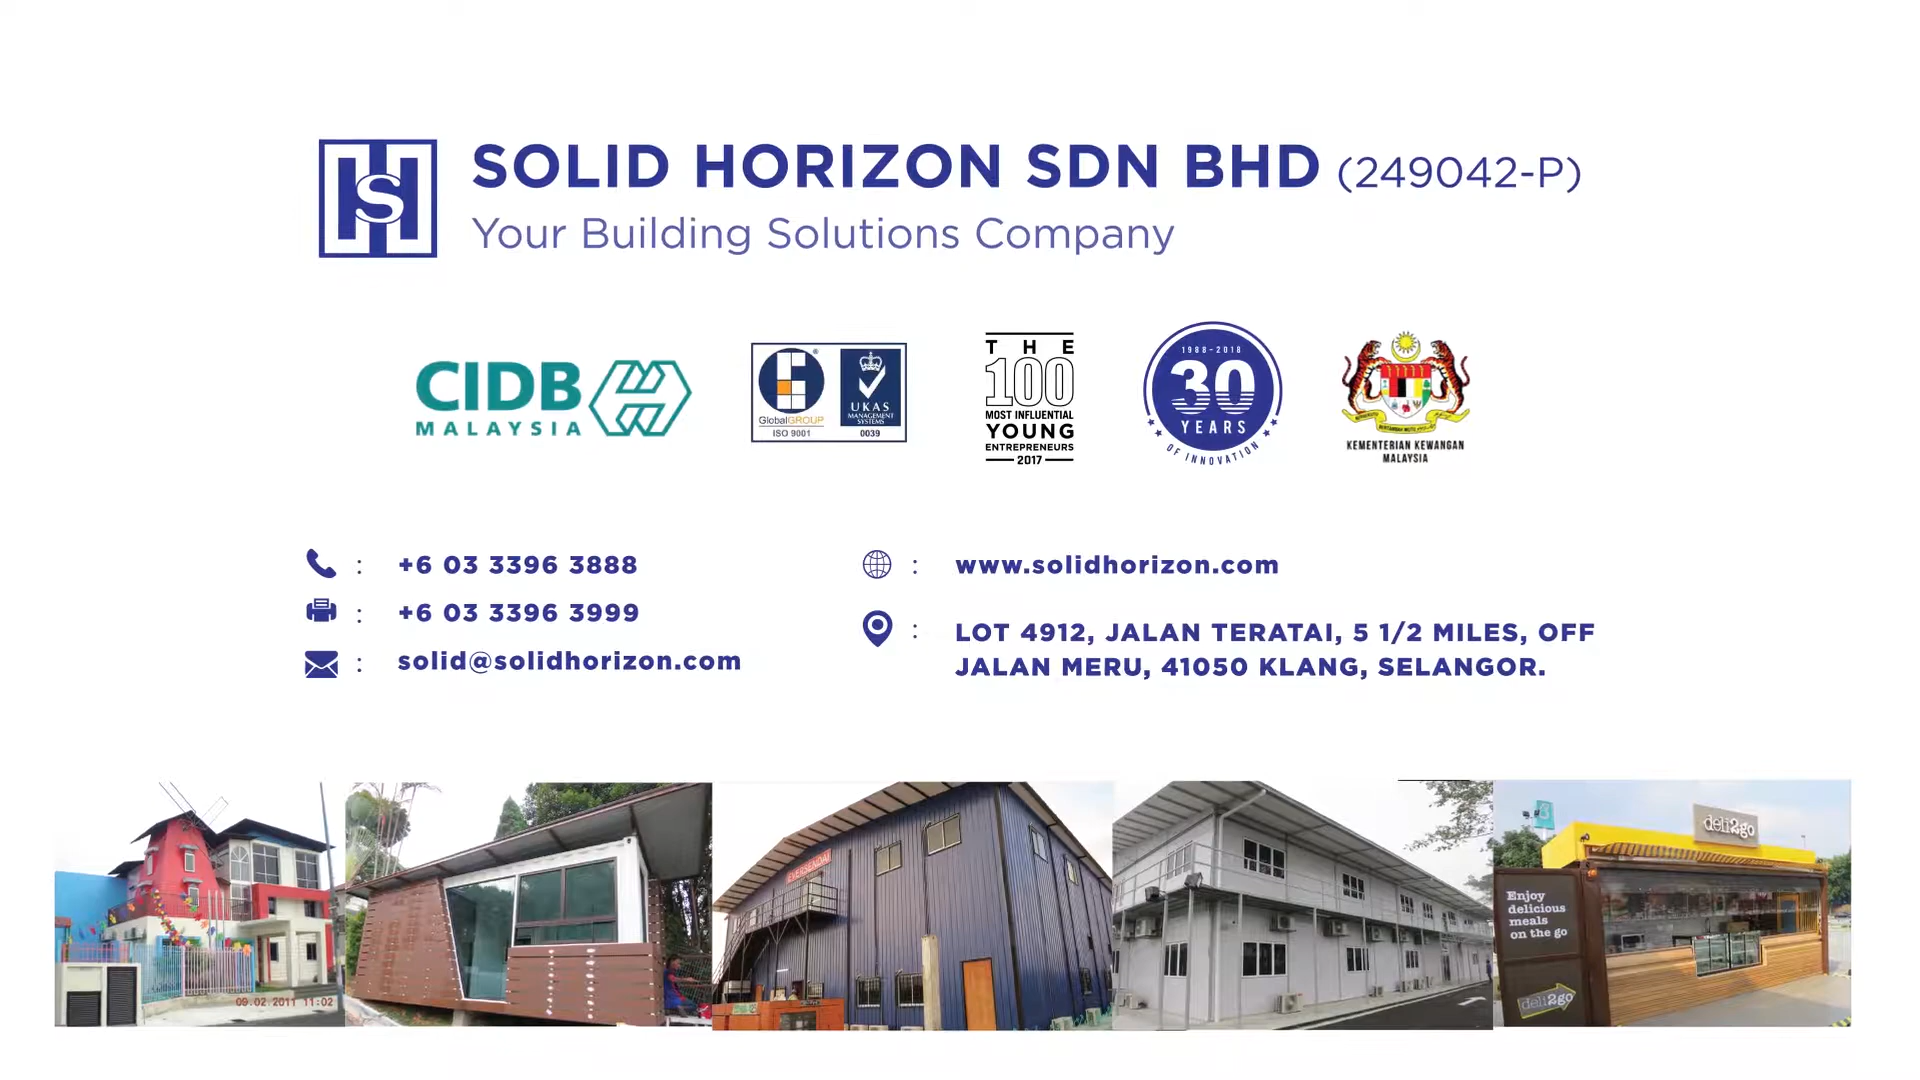 SOLID HORIZON SDN BHD (249042-P)
Your Building Solutions Company
HS
CIDB
MALAYSIA
GlobalGROUP
ISO 9001
UKAS
MANAGEMENT
SYSTEMS
0039
THE
100
MOST INFLUENTIAL
YOUNG
ENTREPRENEURS
2017
1988-2018
30
YEARS
OF INNOVATION
KEMENTERIAN KEWANGAN
MALAYSIA
: +6 03 3396 3888
: +6 03 3396 3999
: solid@solidhorizon.com
: www.solidhorizon.com
: LOT 4912, JALAN TERATAI, 5 1/2 MILES, OFF
JALAN MERU, 41050 KLANG, SELANGOR.
09.02.2011 11:02
EVERSENDAI
deli2go
Enjoy
delicious
meals
on the go
deli2go